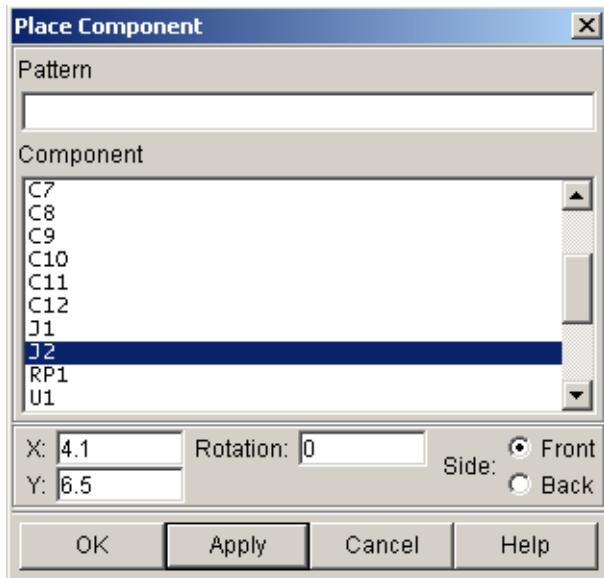 Place Component
Pattern
Component
C7
C8
C9
C10
C11
C12
J1
J2
RP1
U1
X: 4.1 Rotation: 0 Side: Front
Y: 6.5 Back
OK Apply Cancel Help